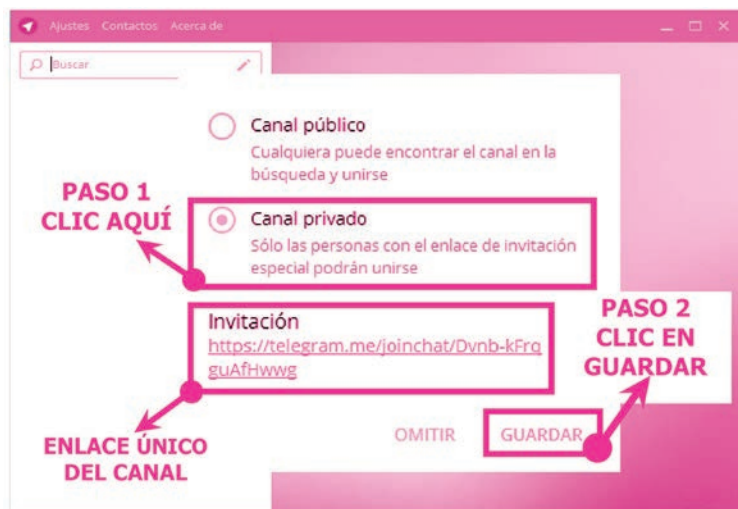 Ajustes Contactos Acerca de
Buscar
Canal público
Cualquiera puede encontrar el canal en la
búsqueda y unirse
PASO 1
CLIC AQUÍ
Canal privado
Sólo las personas con el enlace de invitación
especial podrán unirse
Invitación
https://telegram.me/joinchat/Dvnb-kFrq
guAfHwwg
PASO 2
CLIC EN
GUARDAR
ENLACE ÚNICO
DEL CANAL
OMITIR GUARDAR